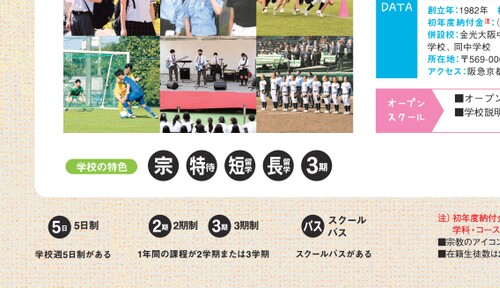 DATA
創立年：1982年
初年度納付金注：（
併設校：金光大阪中
学校、同中学校
所在地：〒569-00
アクセス：阪急京都
オープン
スクール
■オープン
■学校説明
学校の特色
宗 特待 短留学 長留学 3期
5日 5日制
2期 2期制
3期 3期制
バス スクールバス
学校週5日制がある
1年間の課程が2学期または3学期
スクールバスがある
注）初年度納付金
学科・コース
■宗教のアイコン
■在籍生徒数は2